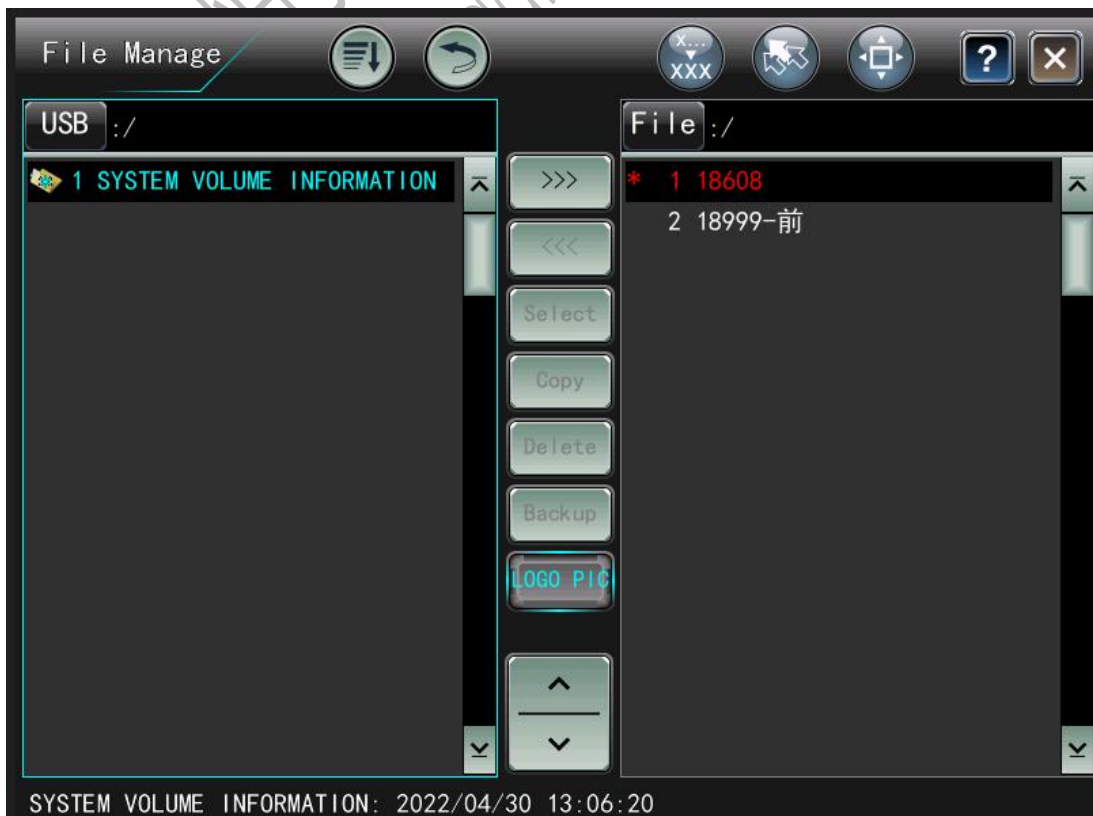 File Manage
X...
XXX
?
USB :/
File :/
1 SYSTEM VOLUME INFORMATION
>>>
* 1 18608
2 18999-前
<<<
Select
Copy
Delete
Backup
LOGO PIC
SYSTEM VOLUME INFORMATION: 2022/04/30 13:06:20